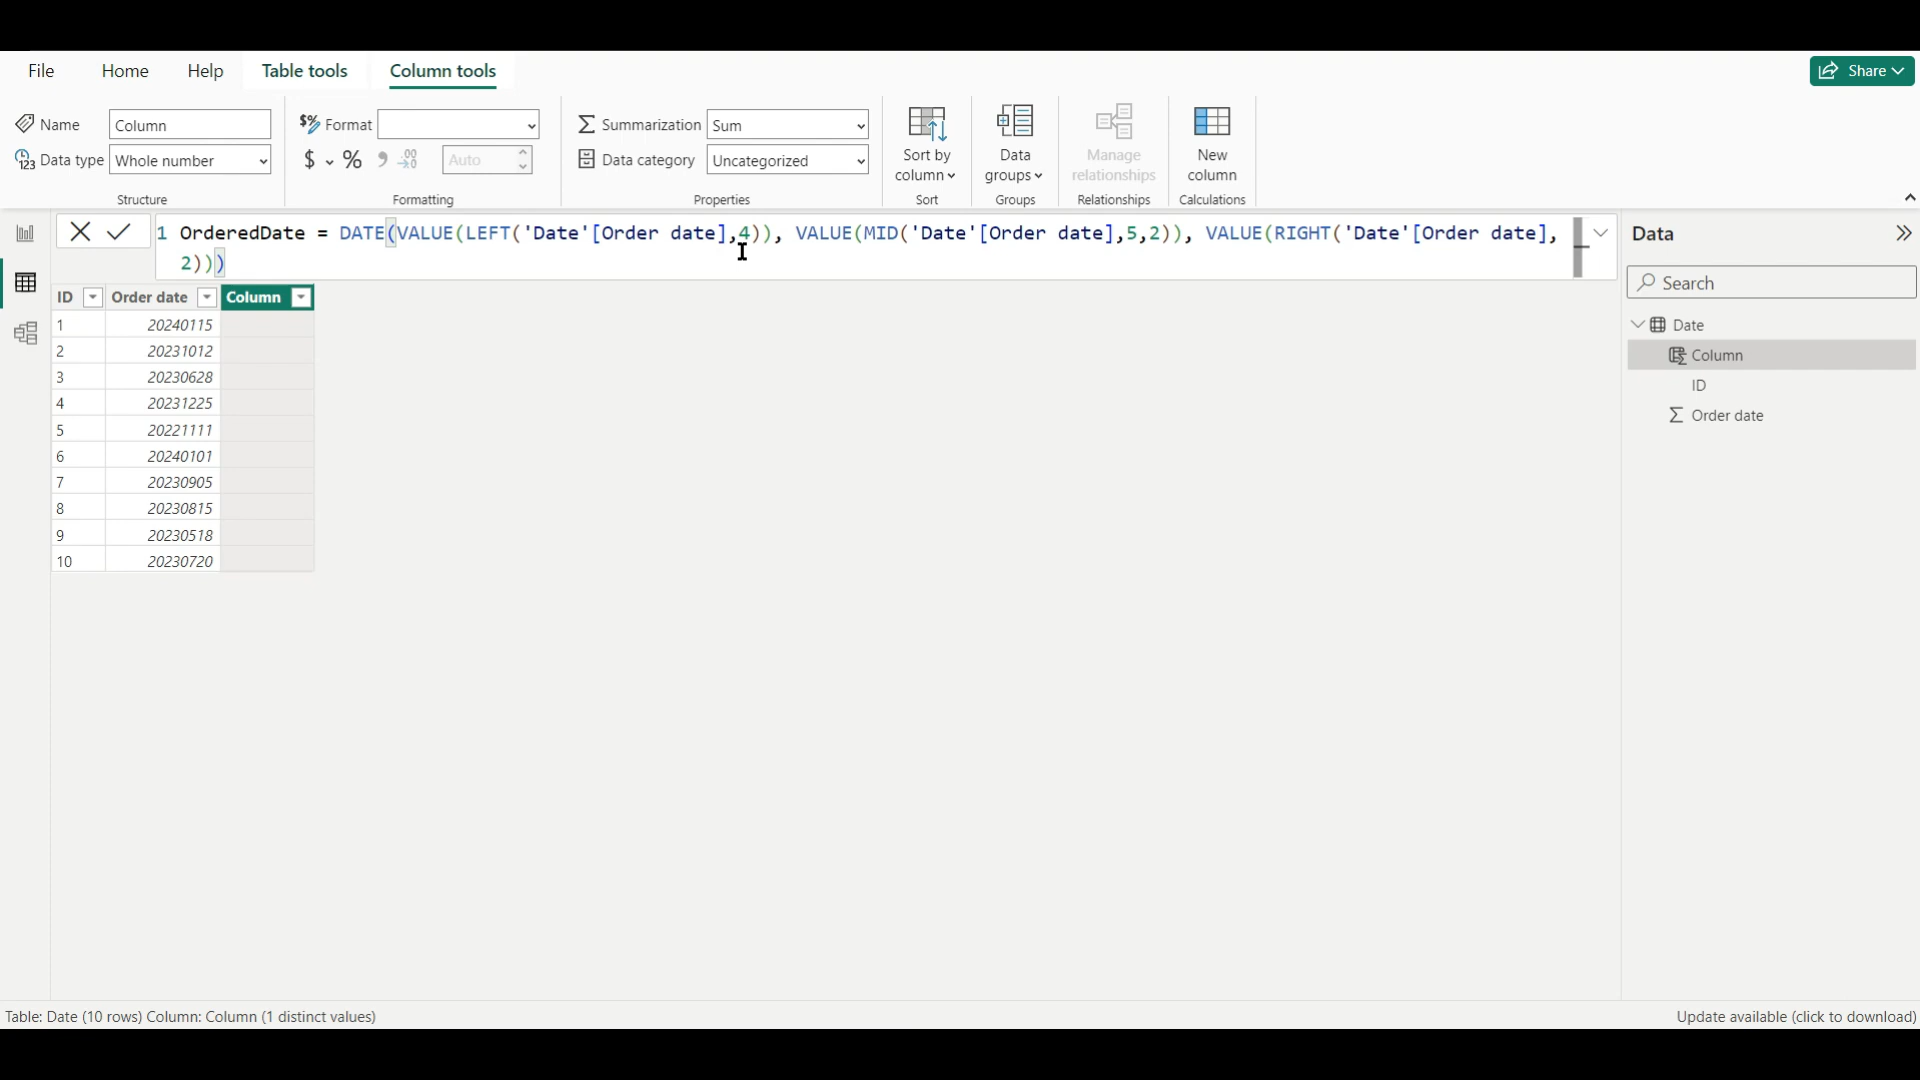 File Home Help Table tools Column tools Share
Name Column Format Summarization Sum
Data type Whole number $ % Auto Data category Uncategorized
Sort by column
Data groups
Manage relationships
New column
Structure Formatting Properties Sort Groups Relationships Calculations
1 OrderedDate = DATE(VALUE(LEFT('Date'[Order date],4)), VALUE(MID('Date'[Order date],5,2)), VALUE(RIGHT('Date'[Order date],
2)))
ID Order date Column
1 20240115
2 20231012
3 20230628
4 20231225
5 20221111
6 20240101
7 20230905
8 20230815
9 20230518
10 20230720
Data
Search
Date
Column
ID
Order date
Table: Date (10 rows) Column: Column (1 distinct values)
Update available (click to download)